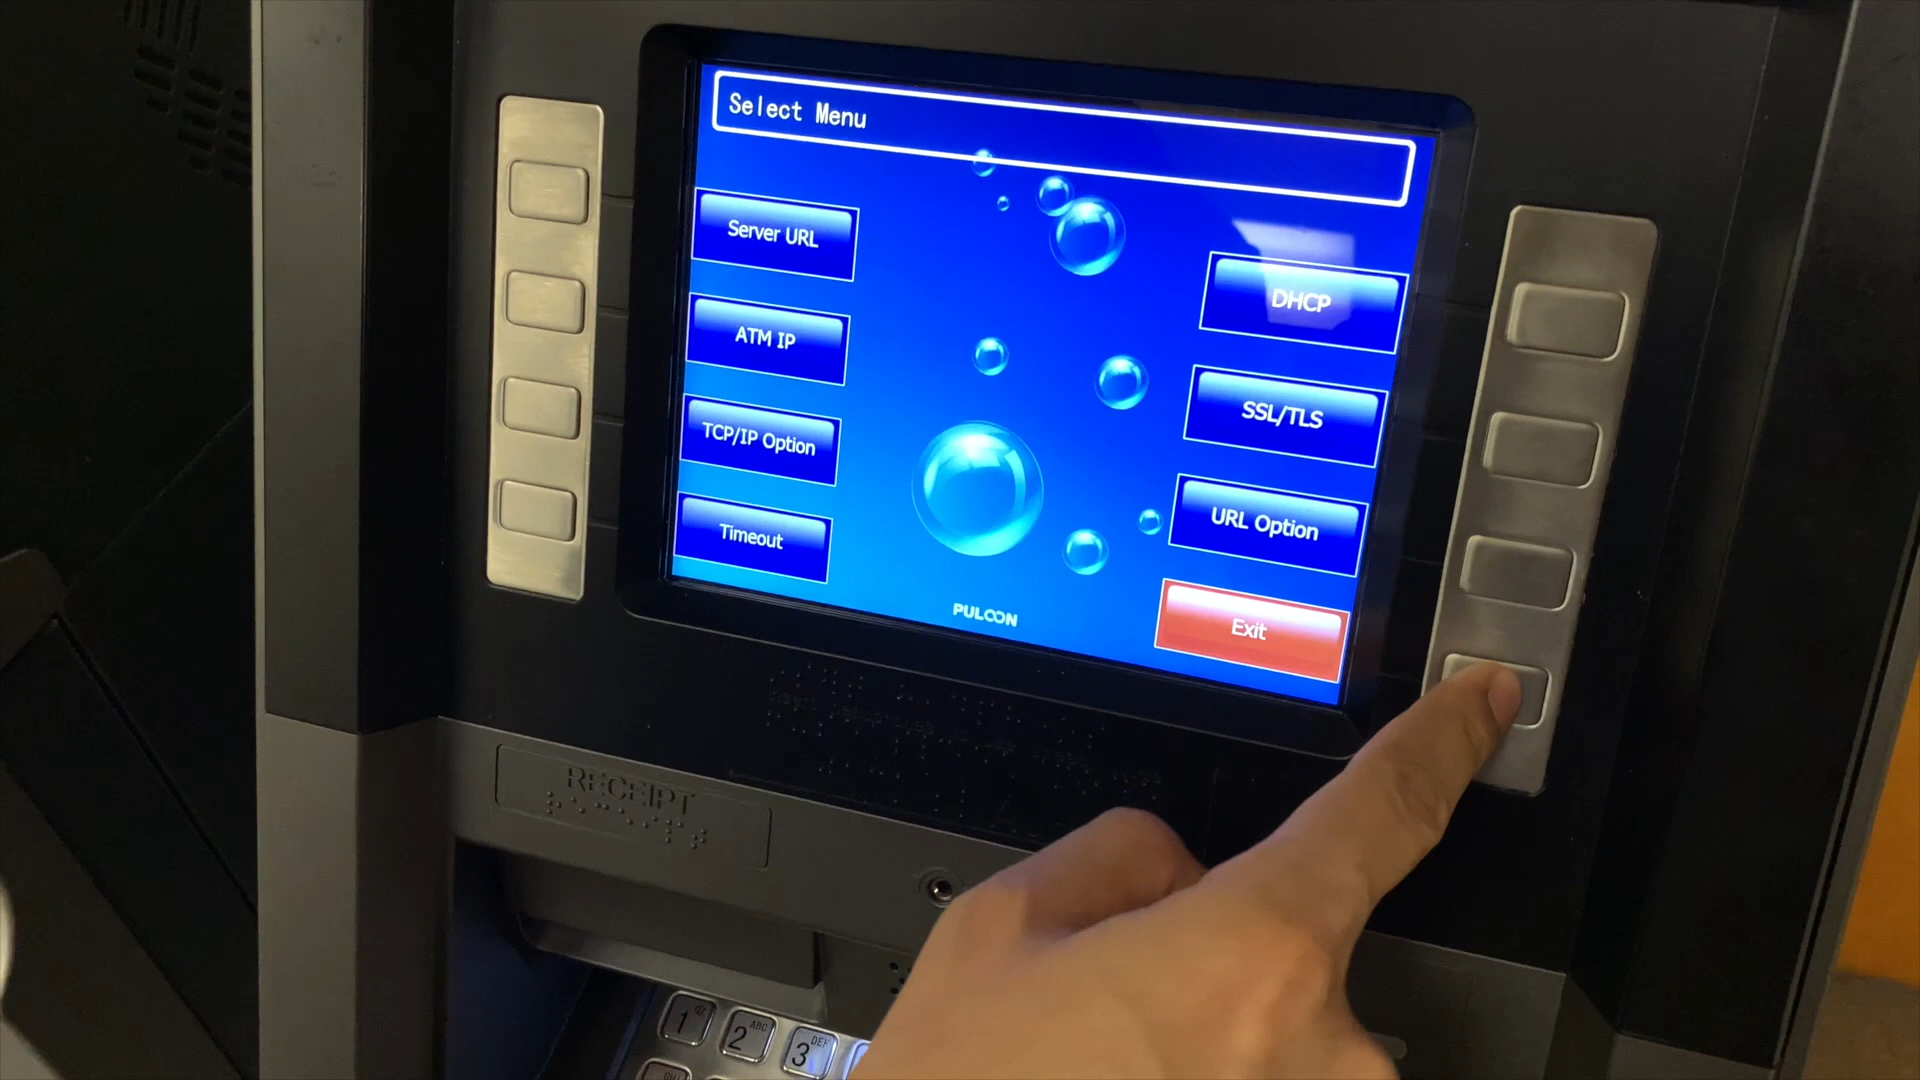 Select Menu
Server URL
DHCP
ATM IP
SSL/TLS
TCP/IP Option
URL Option
Timeout
Exit
PULOON
RECEIPT
1 QZ
2 ABC
3 DEF